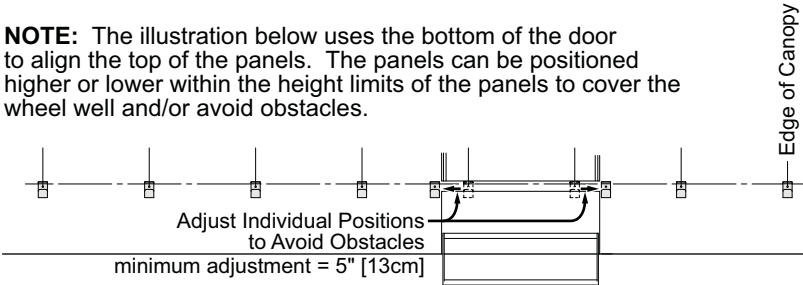 NOTE: The illustration below uses the bottom of the door
to align the top of the panels. The panels can be positioned
higher or lower within the height limits of the panels to cover the
wheel well and/or avoid obstacles.
Edge of Canopy
Adjust Individual Positions
to Avoid Obstacles
minimum adjustment = 5" [13cm]